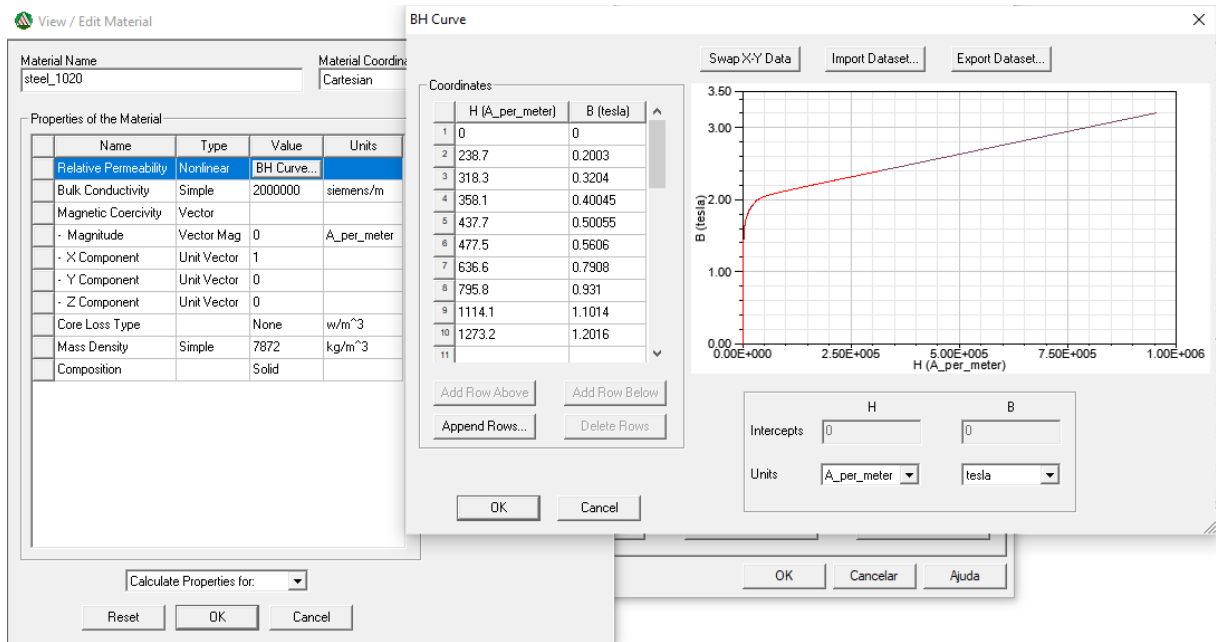 View / Edit Material
Material Name
Material Coordina
steel_1020
Cartesian
Properties of the Material
Name Type Value Units
Relative Permeability Nonlinear BH Curve...
Bulk Conductivity Simple 2000000 siemens/m
Magnetic Coercivity Vector
- Magnitude Vector Mag 0 A_per_meter
- X Component Unit Vector 1
- Y Component Unit Vector 0
- Z Component Unit Vector 0
Core Loss Type None w/m^3
Mass Density Simple 7872 kg/m^3
Composition Solid
Calculate Properties for:
Reset OK Cancel
BH Curve
Swap X-Y Data Import Dataset... Export Dataset...
Coordinates
H (A_per_meter) B (tesla)
1 0 0
2 238.7 0.2003
3 318.3 0.3204
4 358.1 0.40045
5 437.7 0.50055
6 477.5 0.5606
7 636.6 0.7908
8 795.8 0.931
9 1114.1 1.1014
10 1273.2 1.2016
11
Add Row Above Add Row Below
Append Rows... Delete Rows
OK Cancel
3.50
3.00
2.00
1.00
0.00
B (tesla)
0.00E+000 2.50E+005 5.00E+005 7.50E+005 1.00E+006
H (A_per_meter)
H B
Intercepts 0 0
Units A_per_meter tesla
OK Cancelar Ajuda